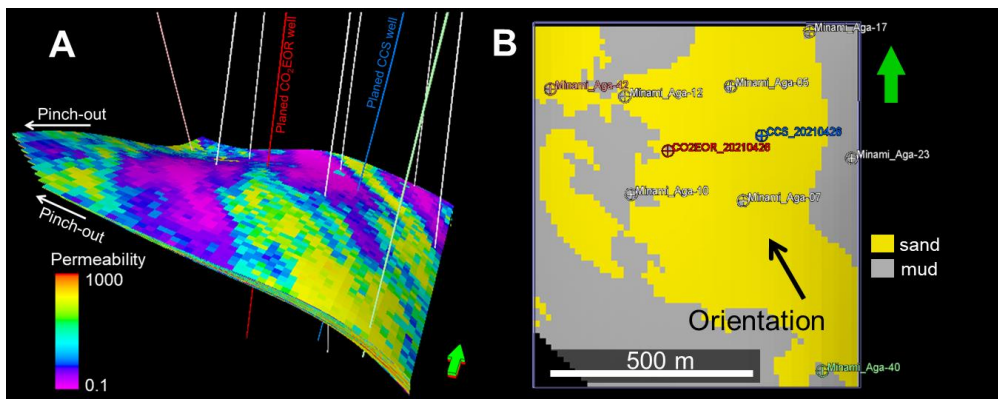 A
Planed CO₂EOR well
Planed CCS well
Pinch-out
Pinch-out
Permeability
1000
0.1
B
Minami_Aga-17
Minami_Aga-42
Minami_Aga-12
Minami_Aga-05
CCS_20210426
CO2EOR_20210426
Minami_Aga-23
Minami_Aga-10
Minami_Aga-07
sand
mud
Orientation
500 m
Minami_Aga-40